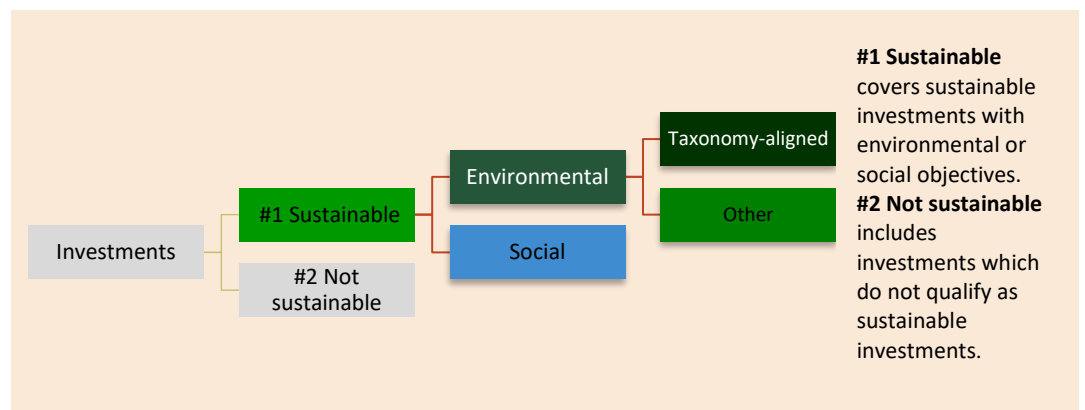 Investments
#1 Sustainable
#2 Not
sustainable
Environmental
Social
Taxonomy-aligned
Other
#1 Sustainable
covers sustainable
investments with
environmental or
social objectives.
#2 Not sustainable
includes
investments which
do not qualify as
sustainable
investments.